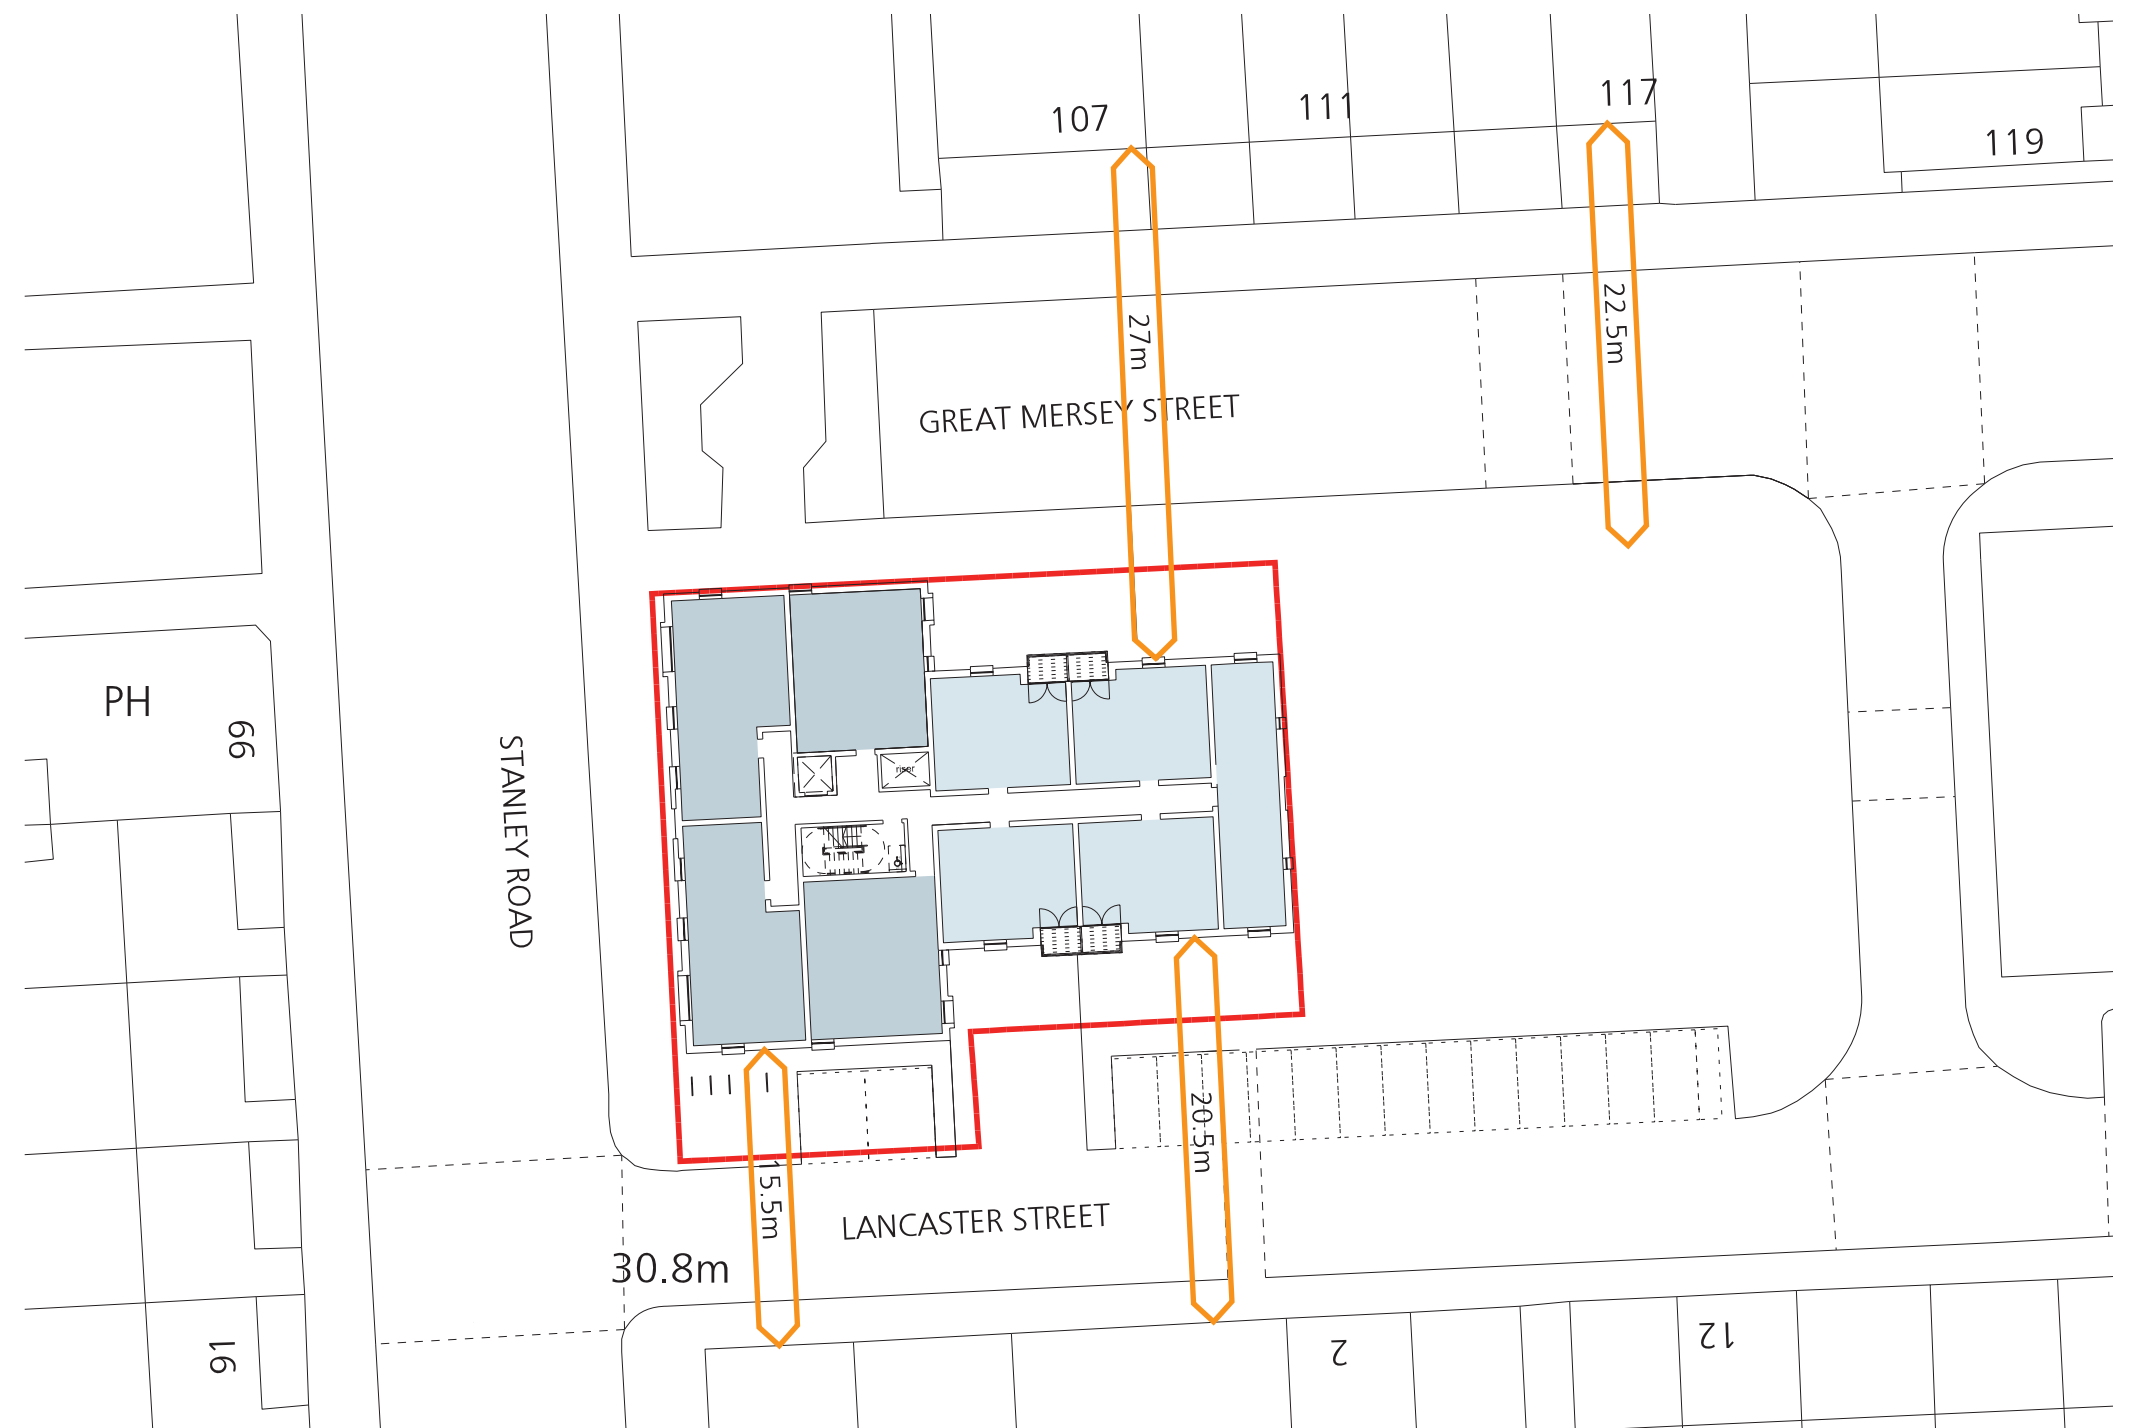 107
111
117
119
27m
22.5m
GREAT MERSEY STREET
PH
66
STANLEY ROAD
riser
20.5m
15.5m
LANCASTER STREET
30.8m
91
2
12